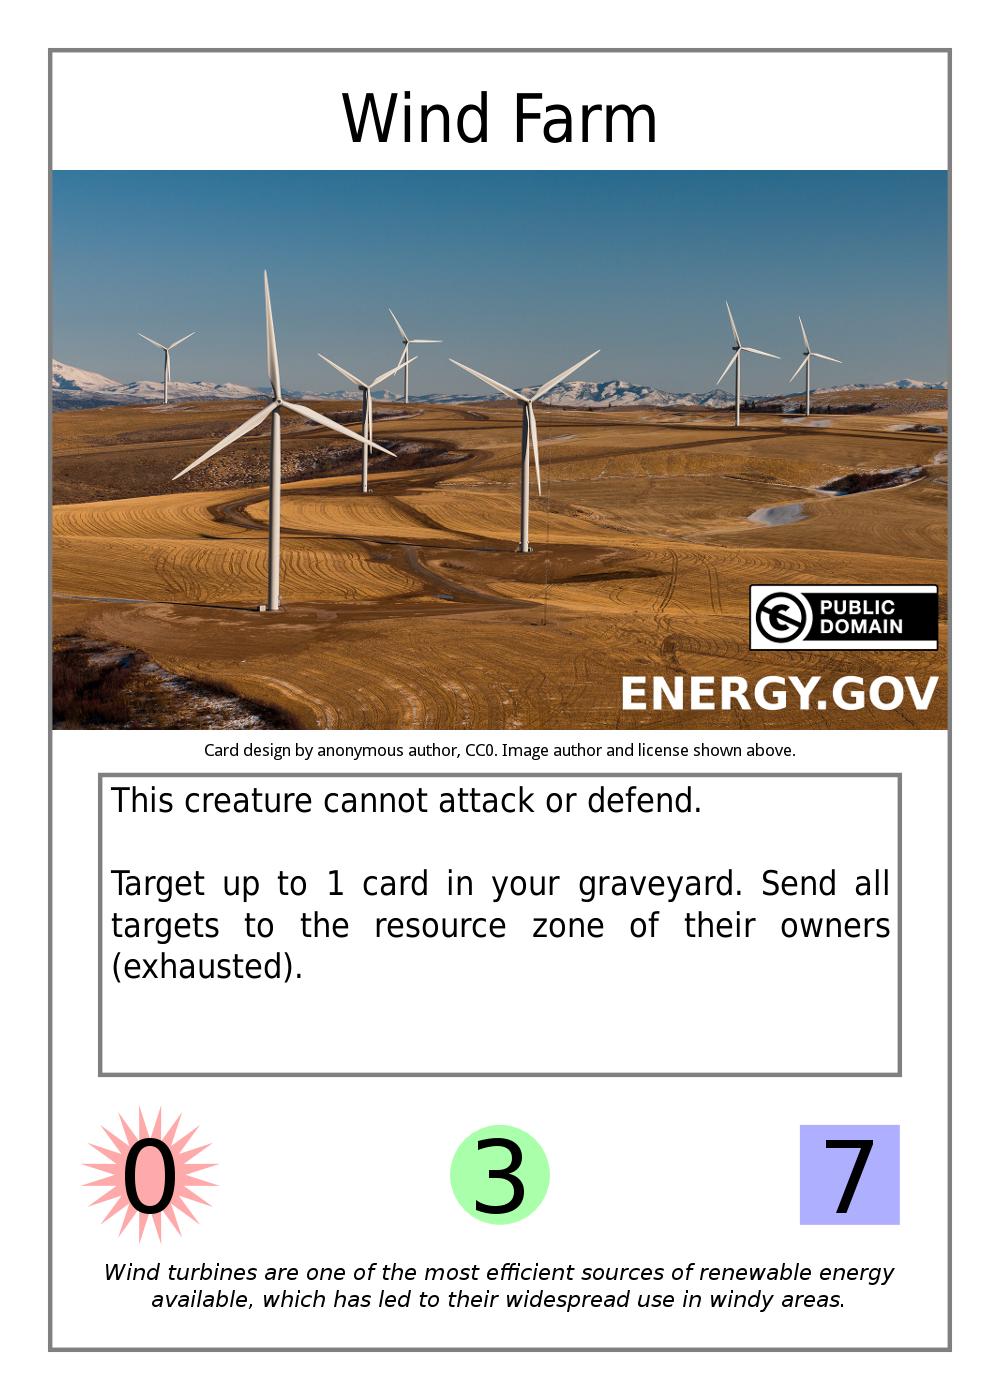 Wind Farm
PUBLIC
DOMAIN
ENERGY.GOV
Card design by anonymous author, CC0. Image author and license shown above.
This creature cannot attack or defend.
Target up to 1 card in your graveyard. Send all
targets to the resource zone of their owners
(exhausted).
0 3 7
Wind turbines are one of the most efficient sources of renewable energy
available, which has led to their widespread use in windy areas.